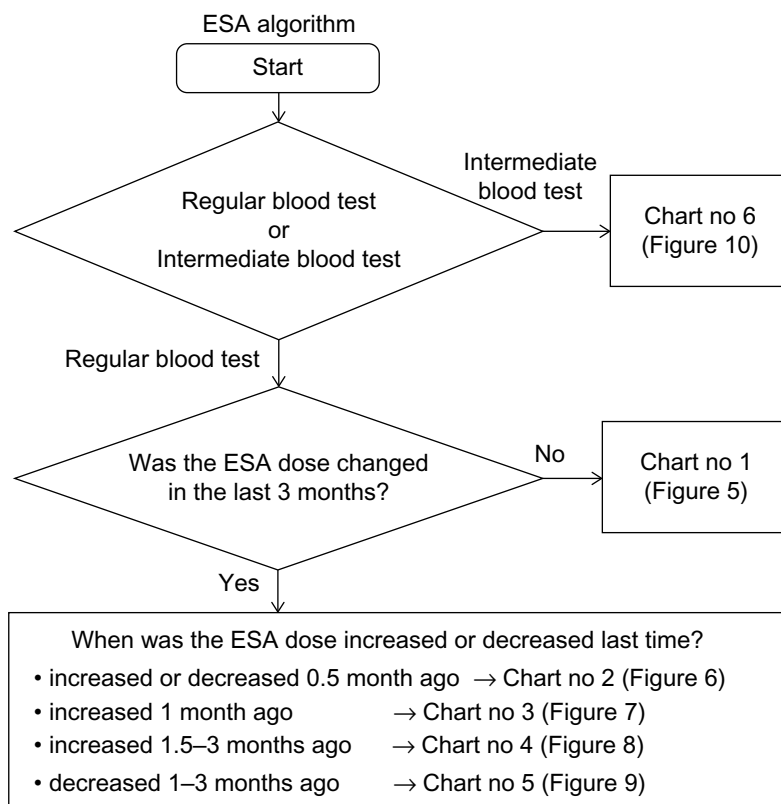 ESA algorithm
Start
Regular blood test
or
Intermediate blood test
Intermediate
blood test
Chart no 6
(Figure 10)
Regular blood test
Was the ESA dose changed
in the last 3 months?
No
Chart no 1
(Figure 5)
Yes
When was the ESA dose increased or decreased last time?
• increased or decreased 0.5 month ago → Chart no 2 (Figure 6)
• increased 1 month ago → Chart no 3 (Figure 7)
• increased 1.5–3 months ago → Chart no 4 (Figure 8)
• decreased 1–3 months ago → Chart no 5 (Figure 9)